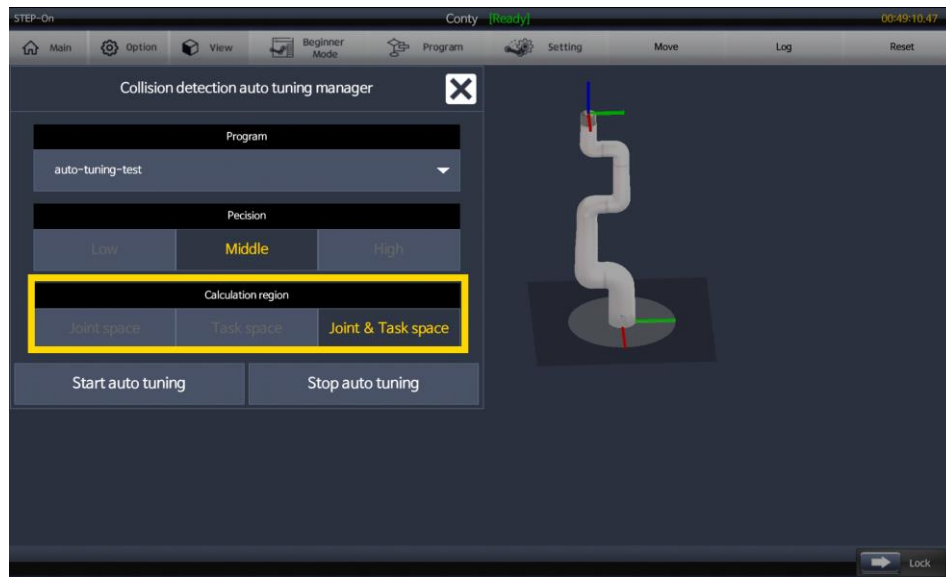 STEP-On
Conty [Ready]
00:49:10.47
Main
Option
View
Beginner
Mode
Program
Setting
Move
Log
Reset
Collision detection auto tuning manager
Program
auto-tuning-test
Pecision
Low
Middle
High
Calculation region
Joint space
Task space
Joint & Task space
Start auto tuning
Stop auto tuning
Lock